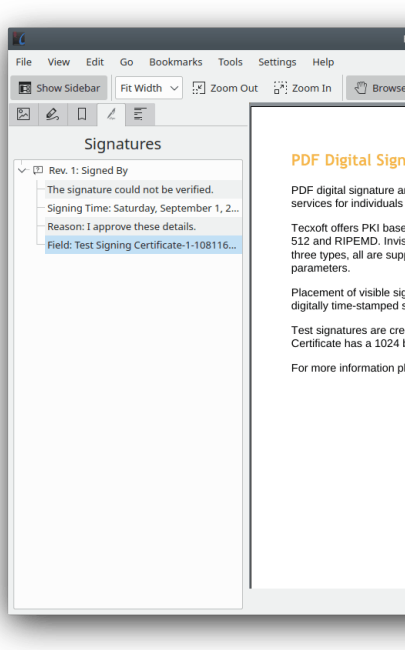 File View Edit Go Bookmarks Tools Settings Help
Show Sidebar Fit Width Zoom Out Zoom In Browse
Signatures
Rev. 1: Signed By
The signature could not be verified.
Signing Time: Saturday, September 1, 2...
Reason: I approve these details.
Field: Test Signing Certificate-1-108116...
PDF Digital Sign
PDF digital signature a
services for individuals
Tecxoft offers PKI base
512 and RIPEMD. Invis
three types, all are sup
parameters.
Placement of visible sig
digitally time-stamped s
Test signatures are cre
Certificate has a 1024 b
For more information pl